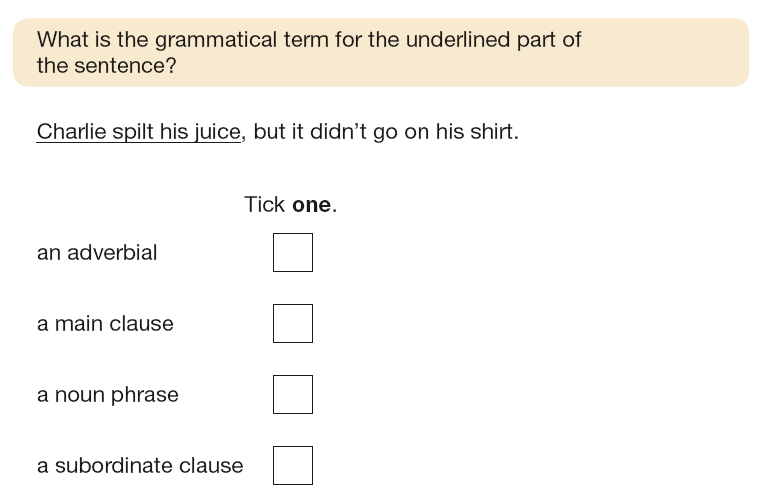 What is the grammatical term for the underlined part of
the sentence?
Charlie spilt his juice, but it didn’t go on his shirt.
Tick one.
an adverbial
a main clause
a noun phrase
a subordinate clause